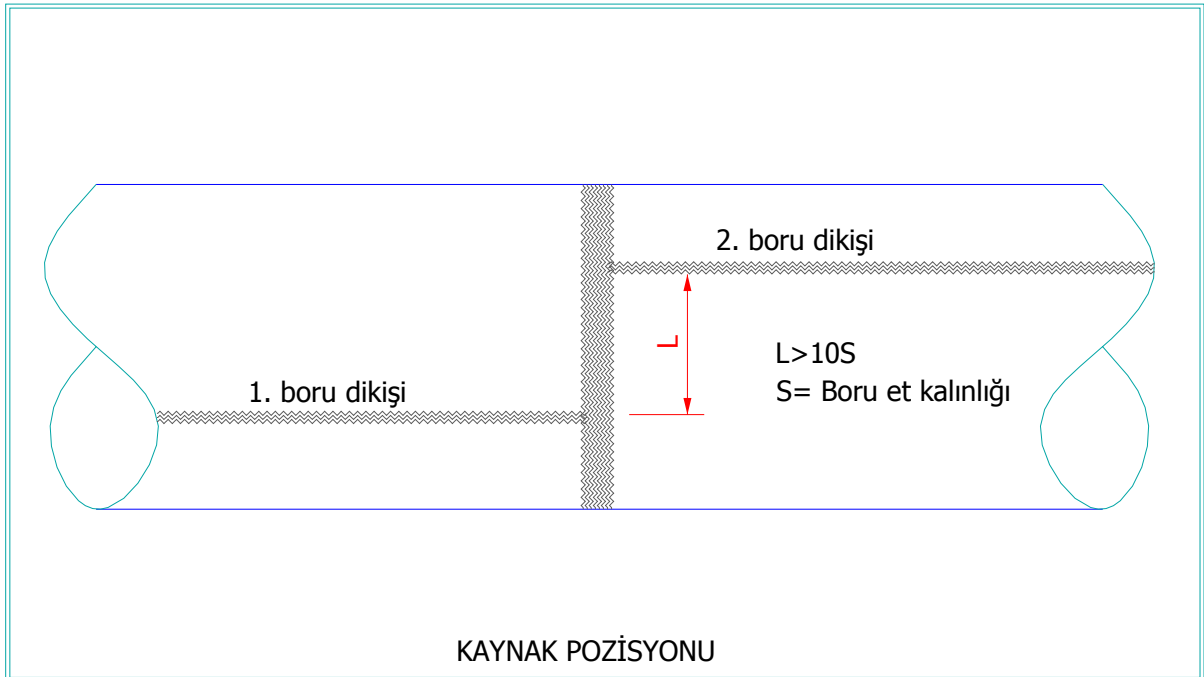 2. boru dikişi
L
L>10S
1. boru dikişi
S= Boru et kalınlığı
KAYNAK POZİSYONU